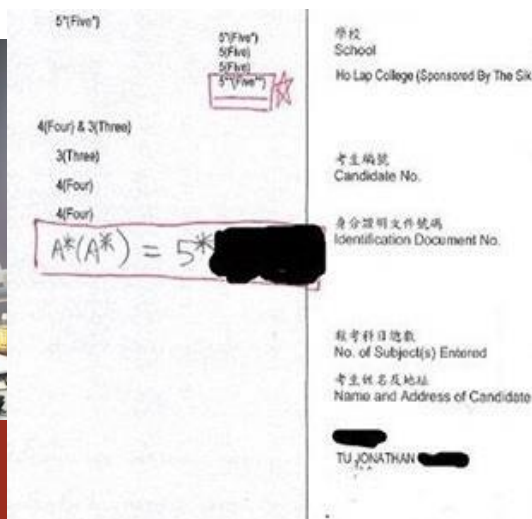 5*(Five*)
5*(Five*)
5(Five)
5(Five)
5**(Five**)
4(Four) & 3(Three)
3(Three)
4(Four)
4(Four)
A*(A*) = 5*
學校
School
Ho Lap College (Sponsored By The Sik
考生編號
Candidate No.
身分證明文件號碼
Identification Document No.
報考科目總數
No. of Subject(s) Entered
考生姓名及地址
Name and Address of Candidate
TU JONATHAN